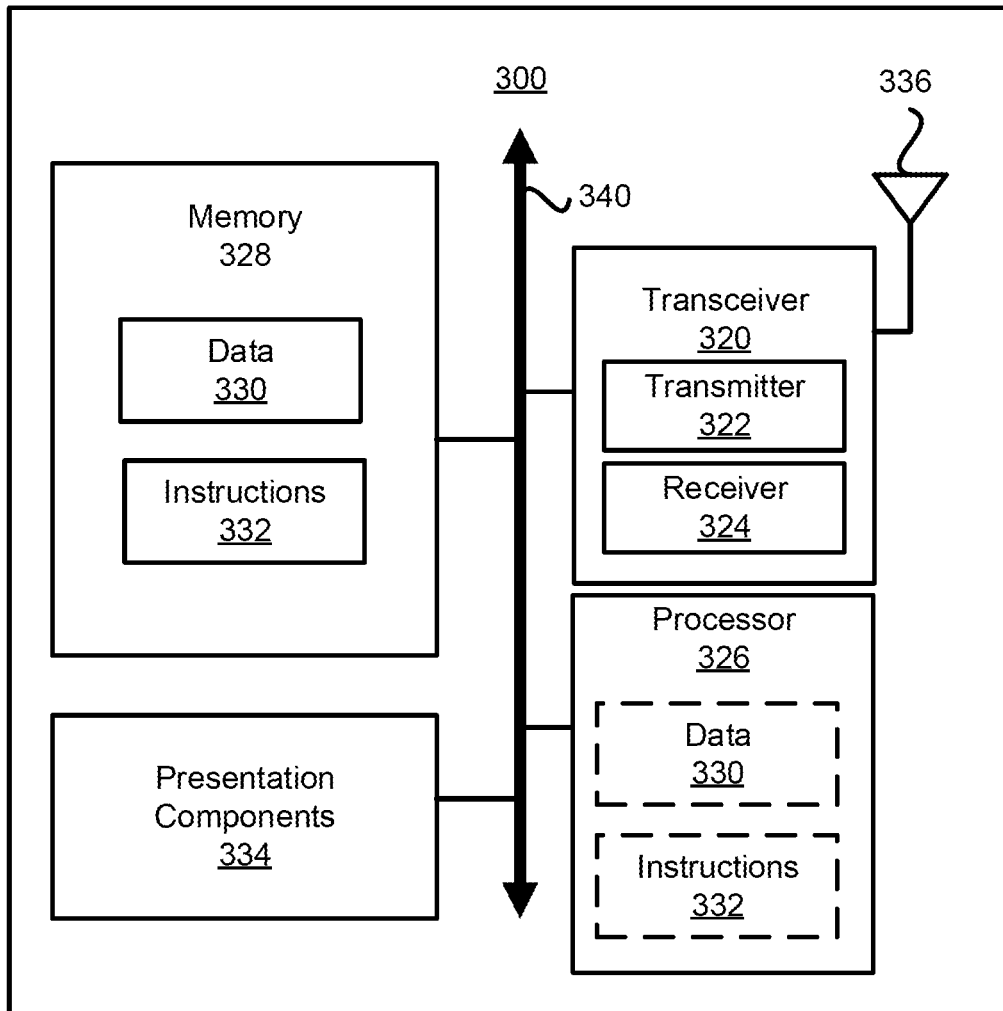 300
336
340
Memory
328
Data
330
Instructions
332
Transceiver
320
Transmitter
322
Receiver
324
Presentation
Components
334
Processor
326
Data
330
Instructions
332